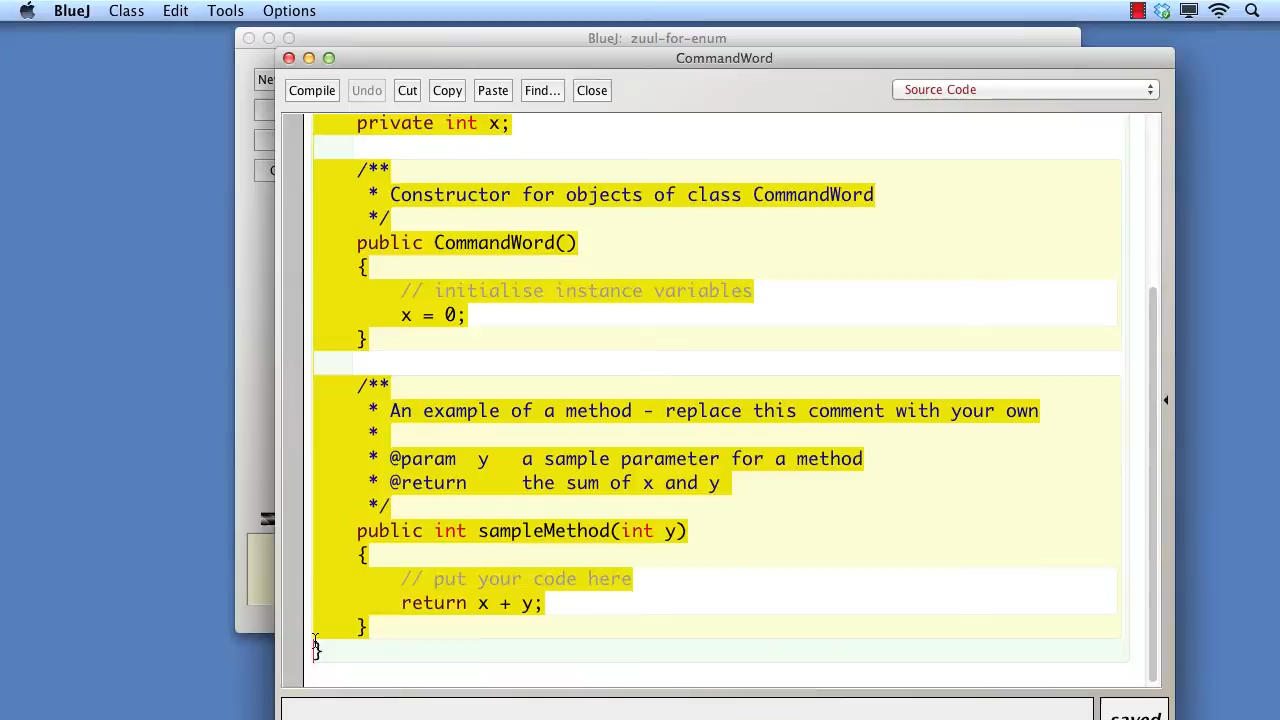 BlueJ Class Edit Tools Options
BlueJ: zuul-for-enum
CommandWord
Ne
Compile Undo Cut Copy Paste Find... Close Source Code
private int x;
/**
* Constructor for objects of class CommandWord
*/
public CommandWord()
{
// initialise instance variables
x = 0;
}
/**
* An example of a method - replace this comment with your own
*
* @param y a sample parameter for a method
* @return the sum of x and y
*/
public int sampleMethod(int y)
{
// put your code here
return x + y;
}
}
saved